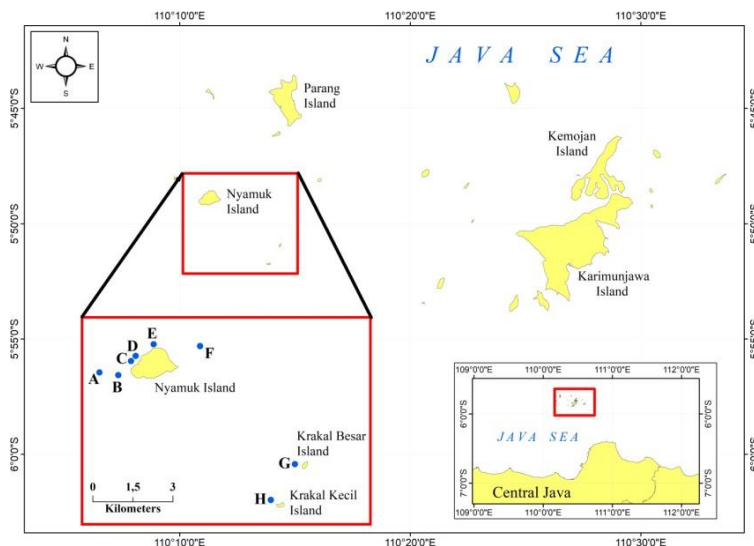 110°10'0"E 110°20'0"E 110°30'0"E
N
W E
S
JAVA SEA
5°45'0"S 5°45'0"S
Parang
Island
Kemojan
Island
Nyamuk
Island
5°50'0"S 5°50'0"S
Karimunjawa
Island
5°55'0"S 5°55'0"S
D E F
C
A B
Nyamuk Island
Krakal Besar
Island
G
H Krakal Kecil
Island
0 1,5 3
Kilometers
6°0'0"S 6°0'0"S
109°0'0"E 110°0'0"E 111°0'0"E 112°0'0"E
6°0'0"S 6°0'0"S
JAVA SEA
7°0'0"S 7°0'0"S
Central Java
109°0'0"E 110°0'0"E 111°0'0"E 112°0'0"E
110°10'0"E 110°20'0"E 110°30'0"E